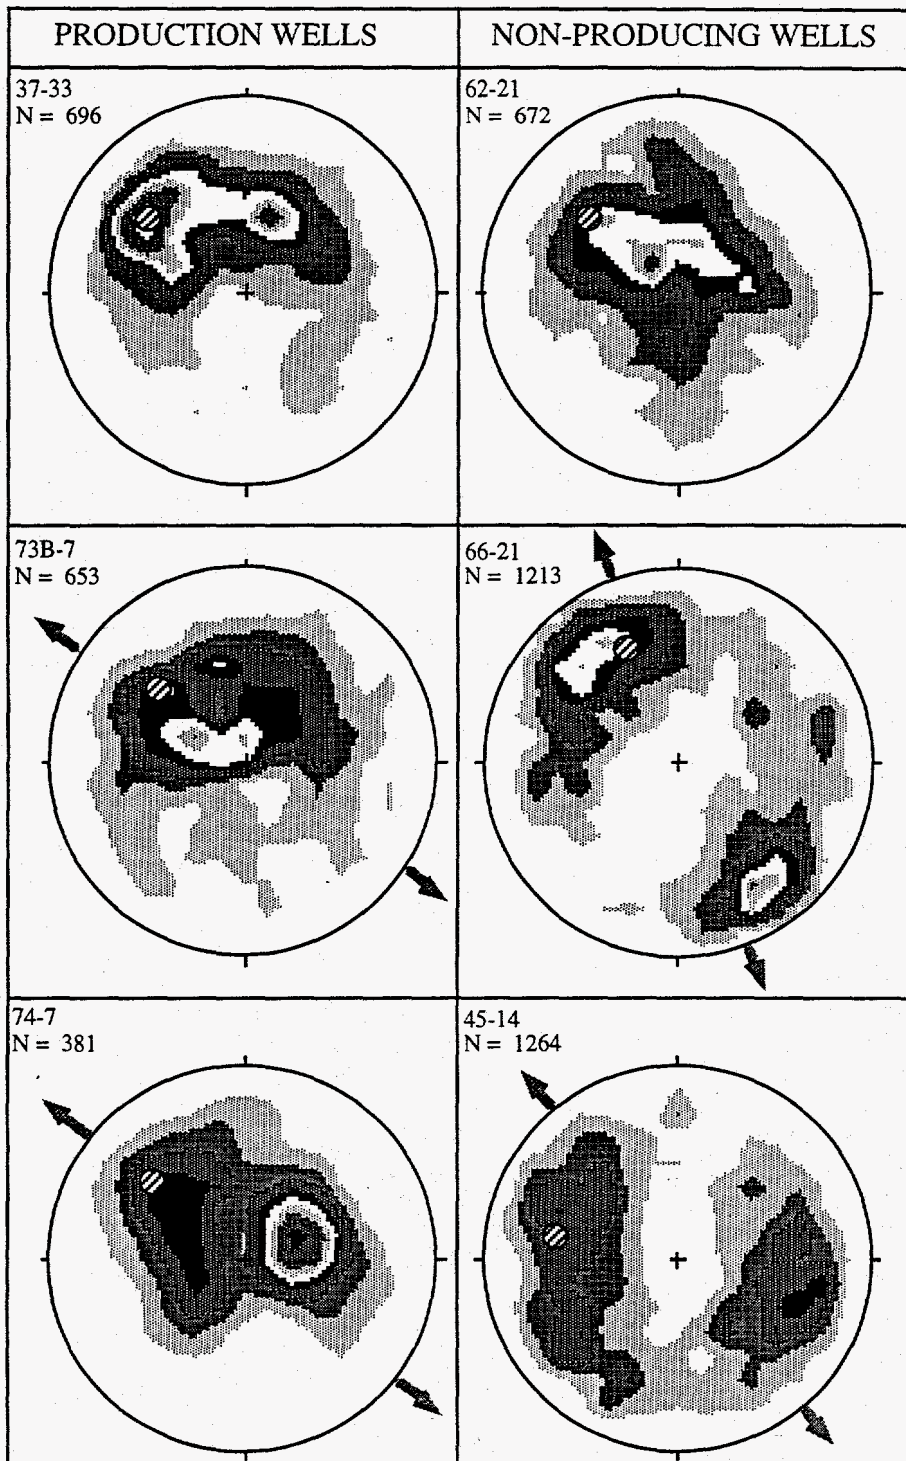 PRODUCTION WELLS
NON-PRODUCING WELLS
37-33
N = 696
62-21
N = 672
73B-7
N = 653
66-21
N = 1213
74-7
N = 381
45-14
N = 1264